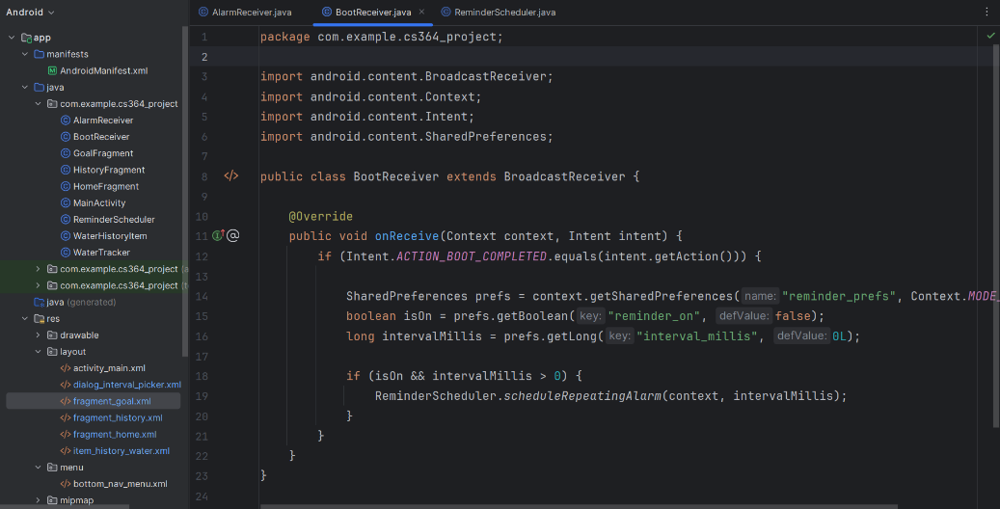 Android
AlarmReceiver.java
BootReceiver.java
ReminderScheduler.java
app
manifests
AndroidManifest.xml
java
com.example.cs364_project
AlarmReceiver
BootReceiver
GoalFragment
HistoryFragment
HomeFragment
MainActivity
ReminderScheduler
WaterHistoryItem
WaterTracker
com.example.cs364_project (a
com.example.cs364_project (t
java (generated)
res
drawable
layout
activity_main.xml
dialog_interval_picker.xml
fragment_goal.xml
fragment_history.xml
fragment_home.xml
item_history_water.xml
menu
bottom_nav_menu.xml
mipmap
1 package com.example.cs364_project;
2
3 import android.content.BroadcastReceiver;
4 import android.content.Context;
5 import android.content.Intent;
6 import android.content.SharedPreferences;
7
8 public class BootReceiver extends BroadcastReceiver {
9
10 @Override
11 public void onReceive(Context context, Intent intent) {
12 if (Intent.ACTION_BOOT_COMPLETED.equals(intent.getAction())) {
13
14 SharedPreferences prefs = context.getSharedPreferences( name: "reminder_prefs", Context.MODE_
15 boolean isOn = prefs.getBoolean( key: "reminder_on", defValue: false);
16 long intervalMillis = prefs.getLong( key: "interval_millis", defValue: 0L);
17
18 if (isOn && intervalMillis > 0) {
19 ReminderScheduler.scheduleRepeatingAlarm(context, intervalMillis);
20 }
21 }
22 }
23 }
24